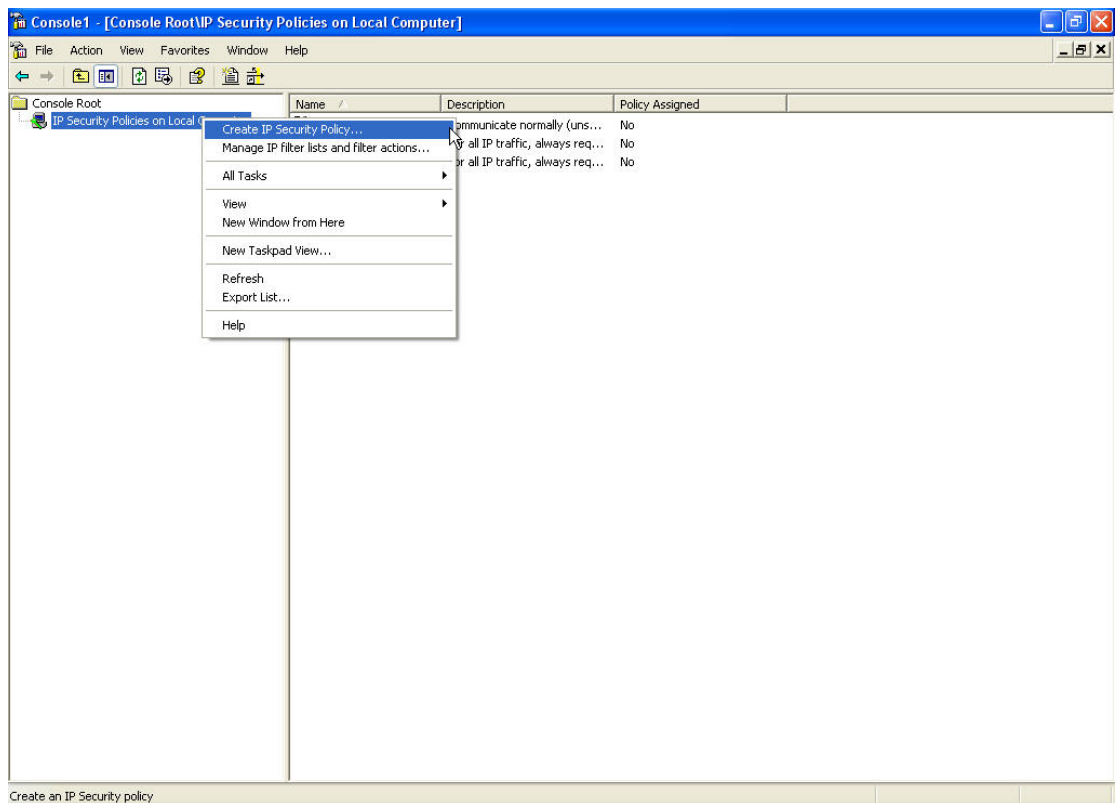 Console1 - [Console Root\IP Security Policies on Local Computer]
File Action View Favorites Window Help
Console Root
IP Security Policies on Local
Name Description Policy Assigned
communicate normally (uns... No
all IP traffic, always req... No
or all IP traffic, always req... No
Create IP Security Policy...
Manage IP filter lists and filter actions...
All Tasks
View
New Window from Here
New Taskpad View...
Refresh
Export List...
Help
Create an IP Security policy